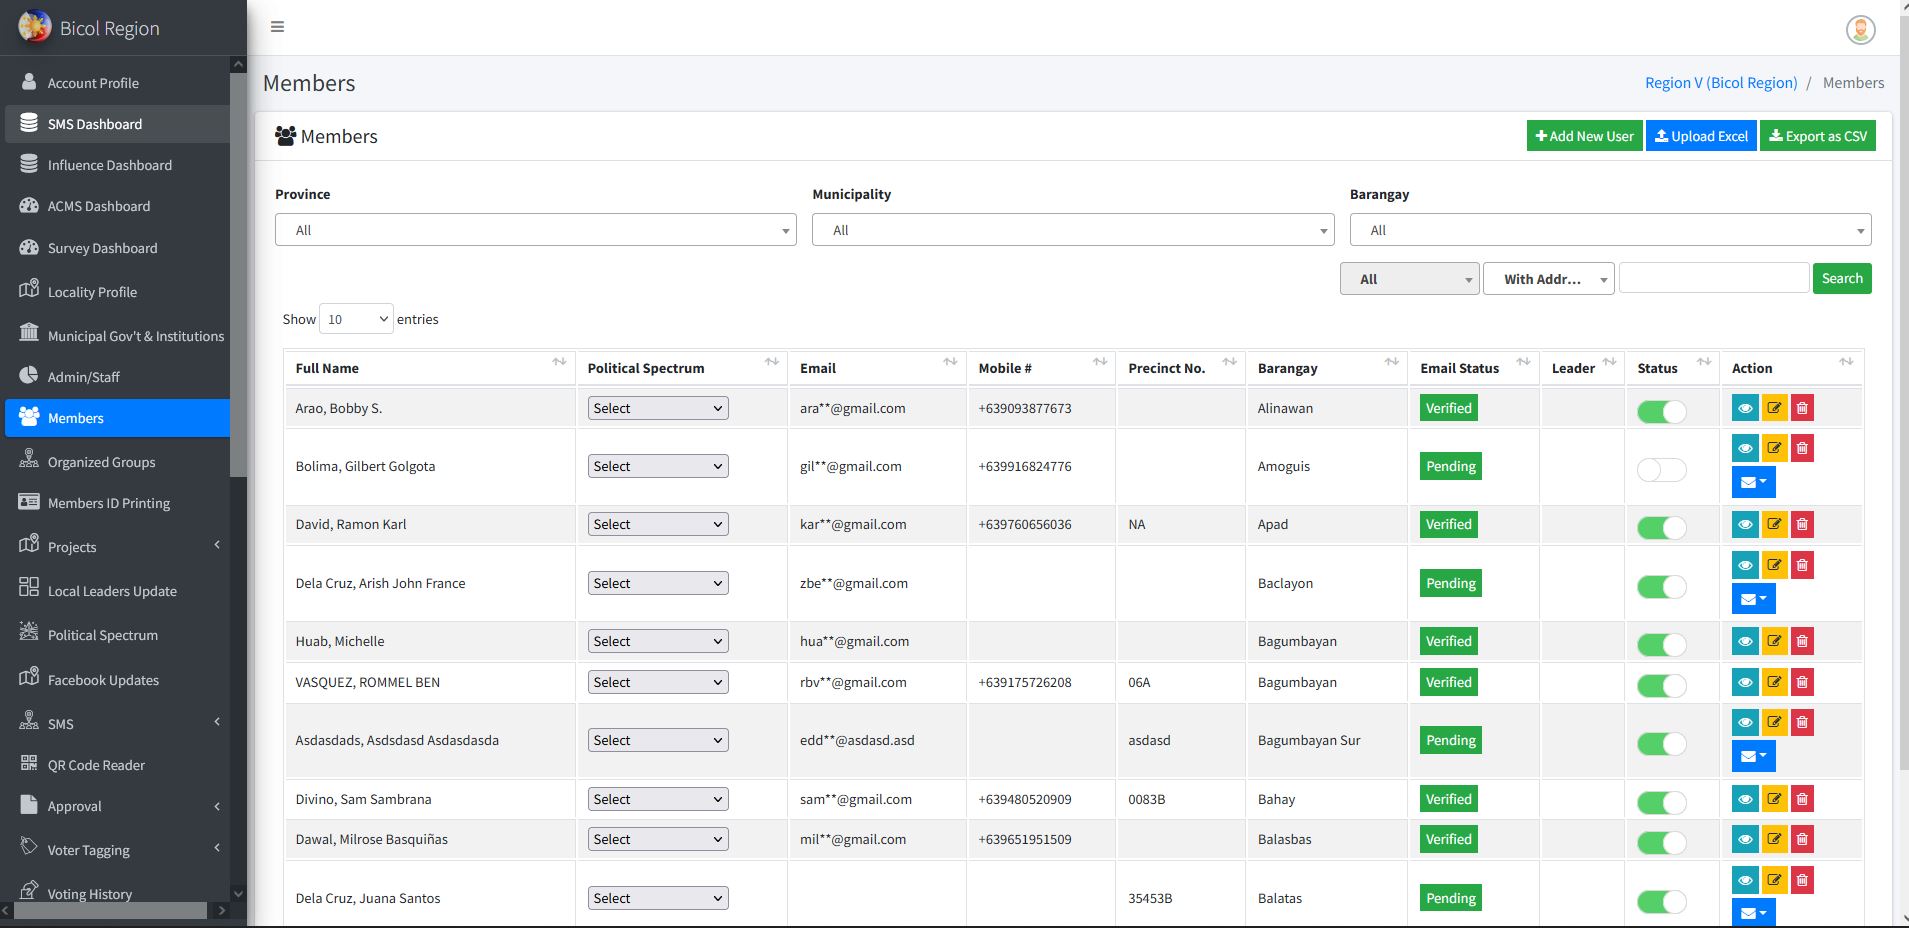 Bicol Region
Account Profile
SMS Dashboard
Influence Dashboard
ACMS Dashboard
Survey Dashboard
Locality Profile
Municipal Gov't & Institutions
Admin/Staff
Members
Organized Groups
Members ID Printing
Projects
Local Leaders Update
Political Spectrum
Facebook Updates
SMS
QR Code Reader
Approval
Voter Tagging
Voting History
Members
Region V (Bicol Region) / Members
Members
Add New User Upload Excel Export as CSV
Province Municipality Barangay
All All All
All With Addr... Search
Show 10 entries
Full Name Political Spectrum Email Mobile # Precinct No. Barangay Email Status Leader Status Action
Arao, Bobby S. Select ara**@gmail.com +639093877673 Alinawan Verified
Bolima, Gilbert Golgota Select gil**@gmail.com +639916824776 Amoguis Pending
David, Ramon Karl Select kar**@gmail.com +639760656036 NA Apad Verified
Dela Cruz, Arish John France Select zbe**@gmail.com Baclayon Pending
Huab, Michelle Select hua**@gmail.com Bagumbayan Verified
VASQUEZ, ROMMEL BEN Select rbv**@gmail.com +639175726208 06A Bagumbayan Verified
Asdasdads, Asdsdasd Asdasdasda Select edd**@asdasd.asd asdasd Bagumbayan Sur Pending
Divino, Sam Sambrana Select sam**@gmail.com +639480520909 0083B Bahay Verified
Dawal, Milrose Basquiñas Select mil**@gmail.com +639651951509 Balasbas Verified
Dela Cruz, Juana Santos Select 35453B Balatas Pending